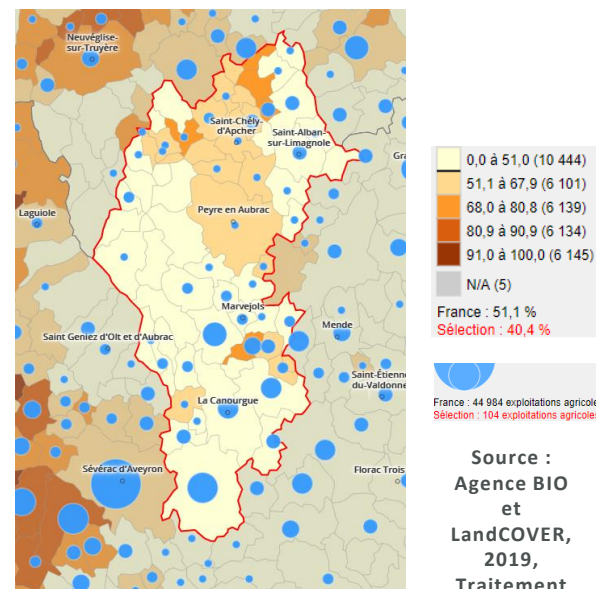 Neuvéglise-
sur-Truyère
Saint-Chély-
d'Apcher
Saint-Alban-
sur-Limagnole
Gra
Laguiole
Peyre en Aubrac
Marvejols
Mende
Saint Geniez d'Olt et d'Aubrac
Saint-Étienne
du-Valdonne
La Canourgue
Sévérac d'Aveyron
Florac Trois
0,0 à 51,0 (10 444)
51,1 à 67,9 (6 101)
68,0 à 80,8 (6 139)
80,9 à 90,9 (6 134)
91,0 à 100,0 (6 145)
N/A (5)
France : 51,1 %
Sélection : 40,4 %
France : 44 984 exploitations agricole
Sélection : 104 exploitations agricoles
Source :
Agence BIO
et
LandCOVER,
2019,
Traitement